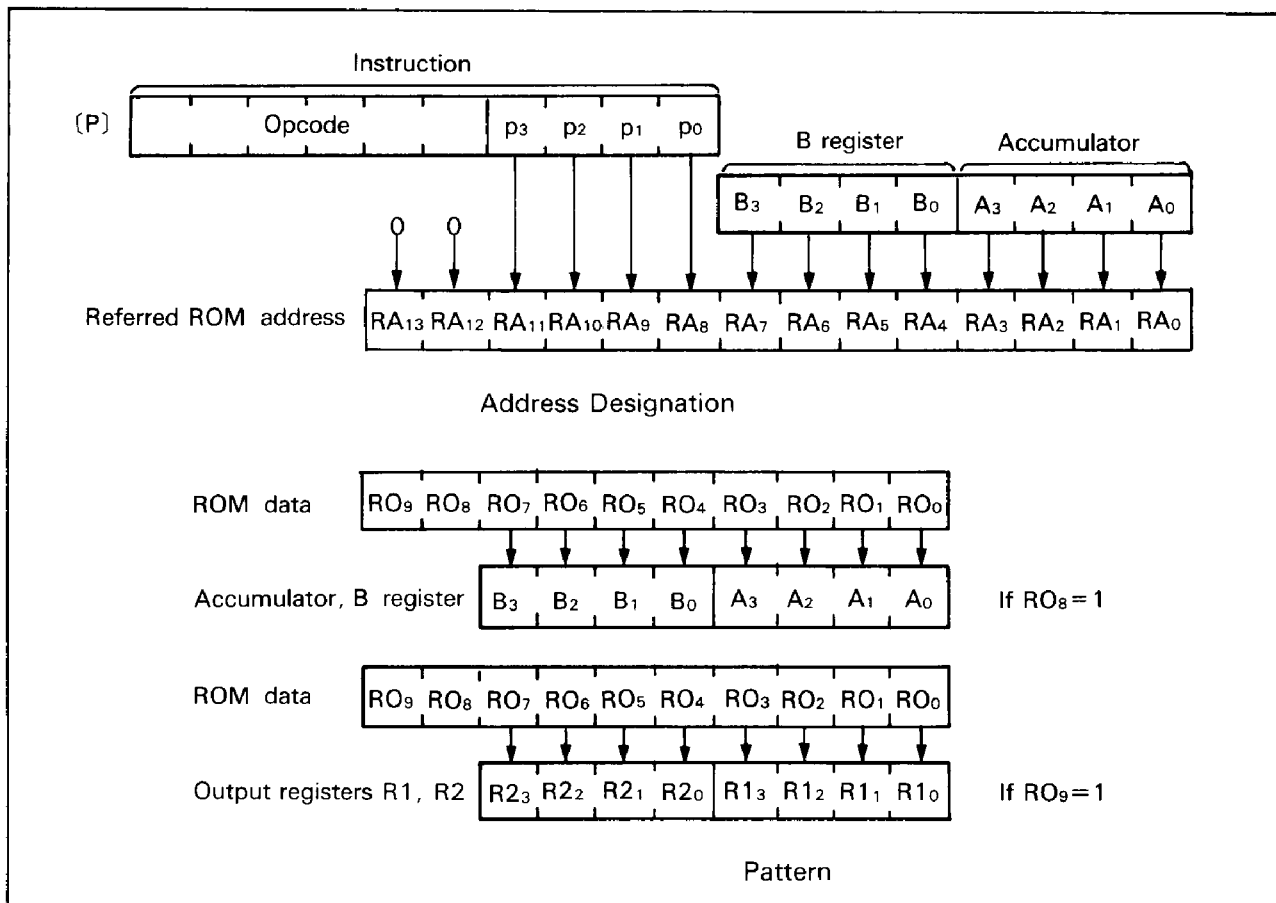 Instruction
[P] Opcode p3 p2 p1 p0
B register Accumulator
B3 B2 B1 B0 A3 A2 A1 A0
0 0
Referred ROM address RA13 RA12 RA11 RA10 RA9 RA8 RA7 RA6 RA5 RA4 RA3 RA2 RA1 RA0
Address Designation
ROM data RO9 RO8 RO7 RO6 RO5 RO4 RO3 RO2 RO1 RO0
Accumulator, B register B3 B2 B1 B0 A3 A2 A1 A0 If RO8=1
ROM data RO9 RO8 RO7 RO6 RO5 RO4 RO3 RO2 RO1 RO0
Output registers R1, R2 R23 R22 R21 R20 R13 R12 R11 R10 If RO9=1
Pattern